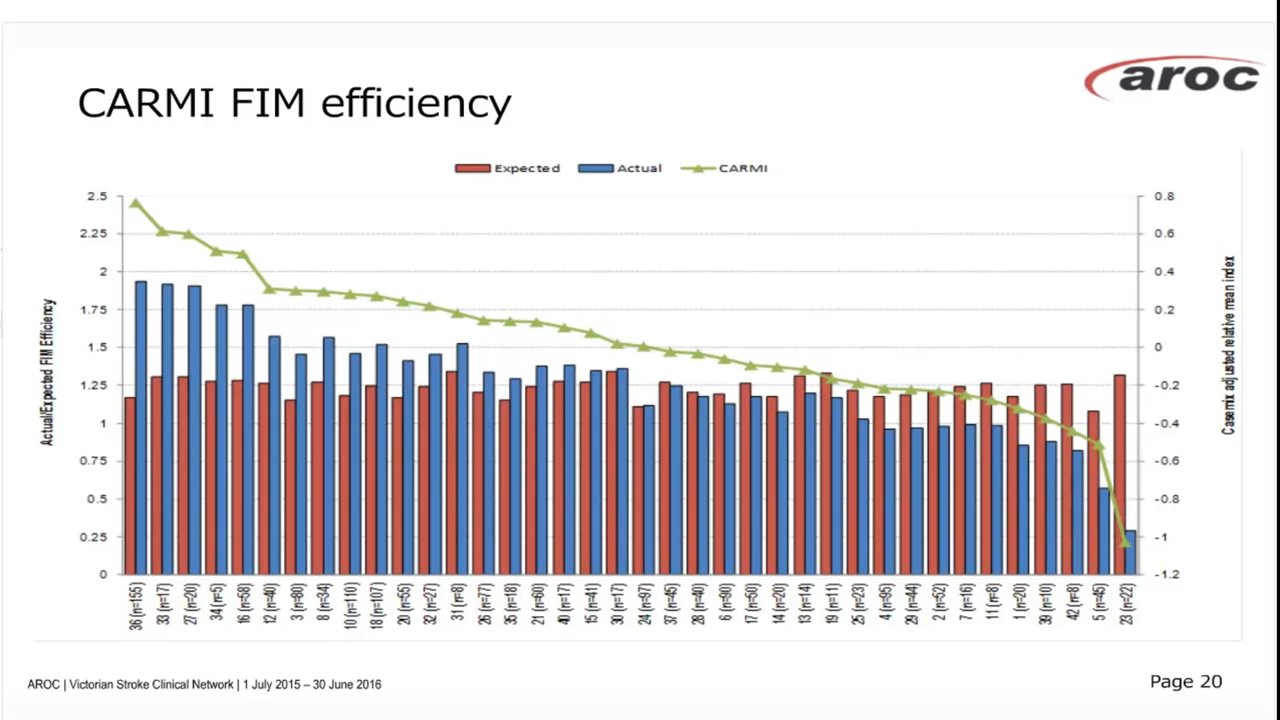 aroc
CARMI FIM efficiency
Expected Actual CARMI
2.5
2.25
2
1.75
1.5
1.25
1
0.75
0.5
0.25
0
0.8
0.6
0.4
0.2
0
-0.2
-0.4
-0.6
-0.8
-1
-1.2
Actual/Expected FIM Efficiency
Casemix adjusted relative mean index
36 (n=155)
33 (n=17)
27 (n=20)
34 (n=5)
16 (n=58)
12 (n=40)
3 (n=80)
8 (n=34)
10 (n=110)
18 (n=107)
20 (n=55)
32 (n=27)
31 (n=8)
26 (n=77)
35 (n=18)
21 (n=60)
40 (n=17)
15 (n=41)
30 (n=17)
24 (n=97)
37 (n=45)
28 (n=40)
6 (n=90)
17 (n=50)
14 (n=20)
13 (n=14)
19 (n=11)
25 (n=23)
4 (n=95)
29 (n=44)
2 (n=52)
7 (n=16)
11 (n=8)
1 (n=20)
39 (n=10)
42 (n=8)
5 (n=45)
23 (n=22)
AROC | Victorian Stroke Clinical Network | 1 July 2015 – 30 June 2016
Page 20